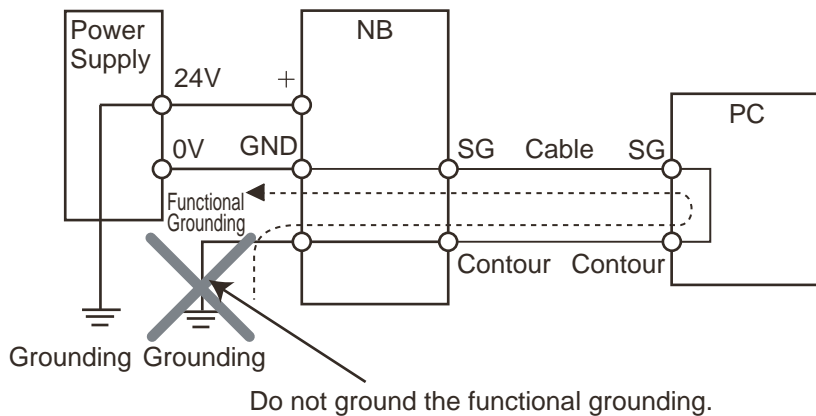 Power
Supply
NB
24V
+
PC
0V
GND
SG
Cable
SG
Functional
Grounding
Contour
Contour
Grounding
Grounding
Do not ground the functional grounding.